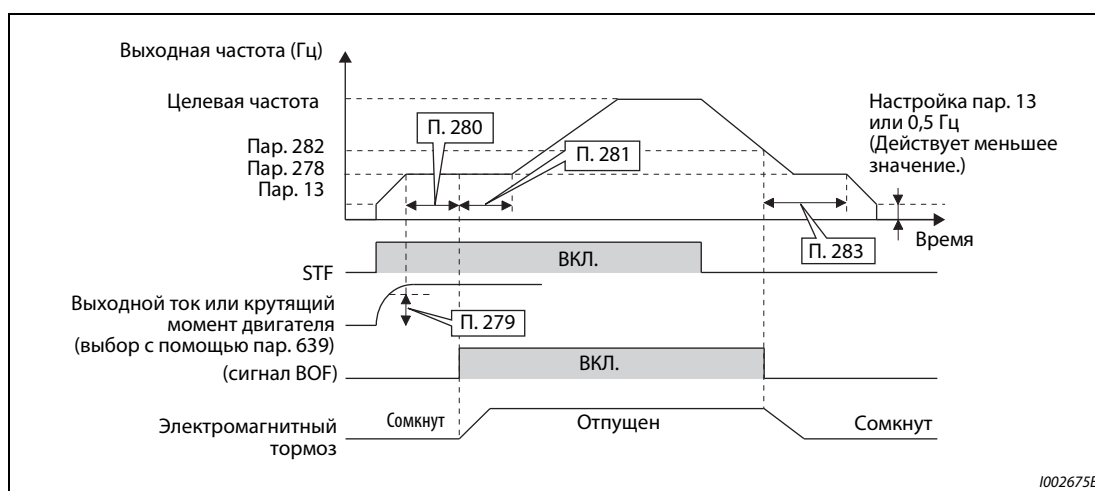 Выходная частота (Гц)
Целевая частота
Пар. 282
Пар. 278
Пар. 13
П. 280
П. 281
Настройка пар. 13
или 0,5 Гц
(Действует меньшее
значение.)
П. 283
Время
STF
ВКЛ.
Выходной ток или крутящий
момент двигателя
(выбор с помощью пар. 639)
П. 279
(сигнал BOF)
ВКЛ.
Электромагнитный
тормоз
Сомкнут
Отпущен
Сомкнут
I002675E